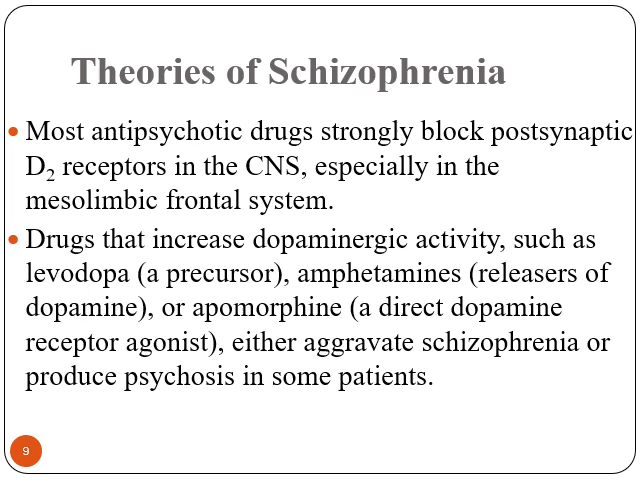 Theories of Schizophrenia
• Most antipsychotic drugs strongly block postsynaptic
D₂ receptors in the CNS, especially in the
mesolimbic frontal system.
• Drugs that increase dopaminergic activity, such as
levodopa (a precursor), amphetamines (releasers of
dopamine), or apomorphine (a direct dopamine
receptor agonist), either aggravate schizophrenia or
produce psychosis in some patients.
9